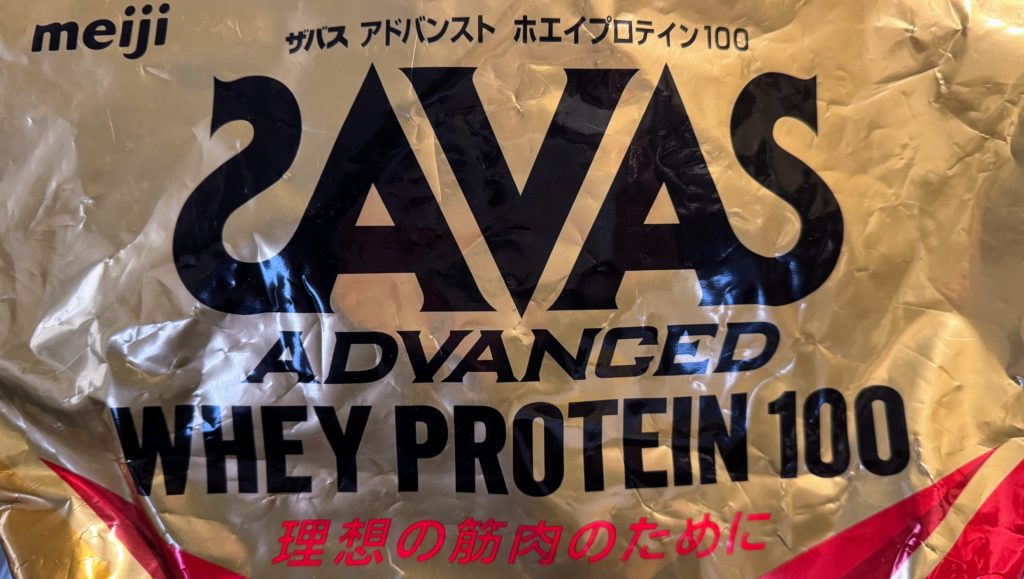 meiji
ザバス アドバンスト ホエイプロテイン100
SAVAS
ADVANCED
WHEY PROTEIN 100
理想の筋肉のために